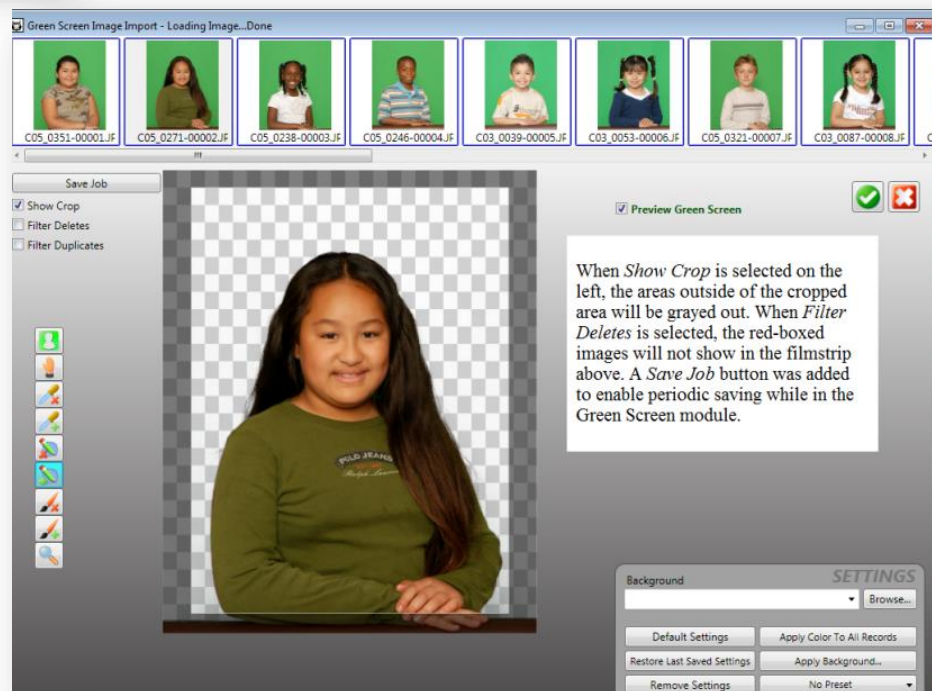 Green Screen Image Import - Loading Image...Done
C05_0351-00001.JF
C05_0271-00002.JF
C05_0238-00003.JF
C05_0246-00004.JF
C03_0039-00005.JF
C03_0053-00006.JF
C05_0321-00007.JF
C03_0087-00008.JF
Save Job
Show Crop
Filter Deletes
Filter Duplicates
Preview Green Screen
When Show Crop is selected on the
left, the areas outside of the cropped
area will be grayed out. When Filter
Deletes is selected, the red-boxed
images will not show in the filmstrip
above. A Save Job button was added
to enable periodic saving while in the
Green Screen module.
POLO JEANS
Ralph Lauren
SETTINGS
Background
Browse...
Default Settings
Apply Color To All Records
Restore Last Saved Settings
Apply Background...
Remove Settings
No Preset